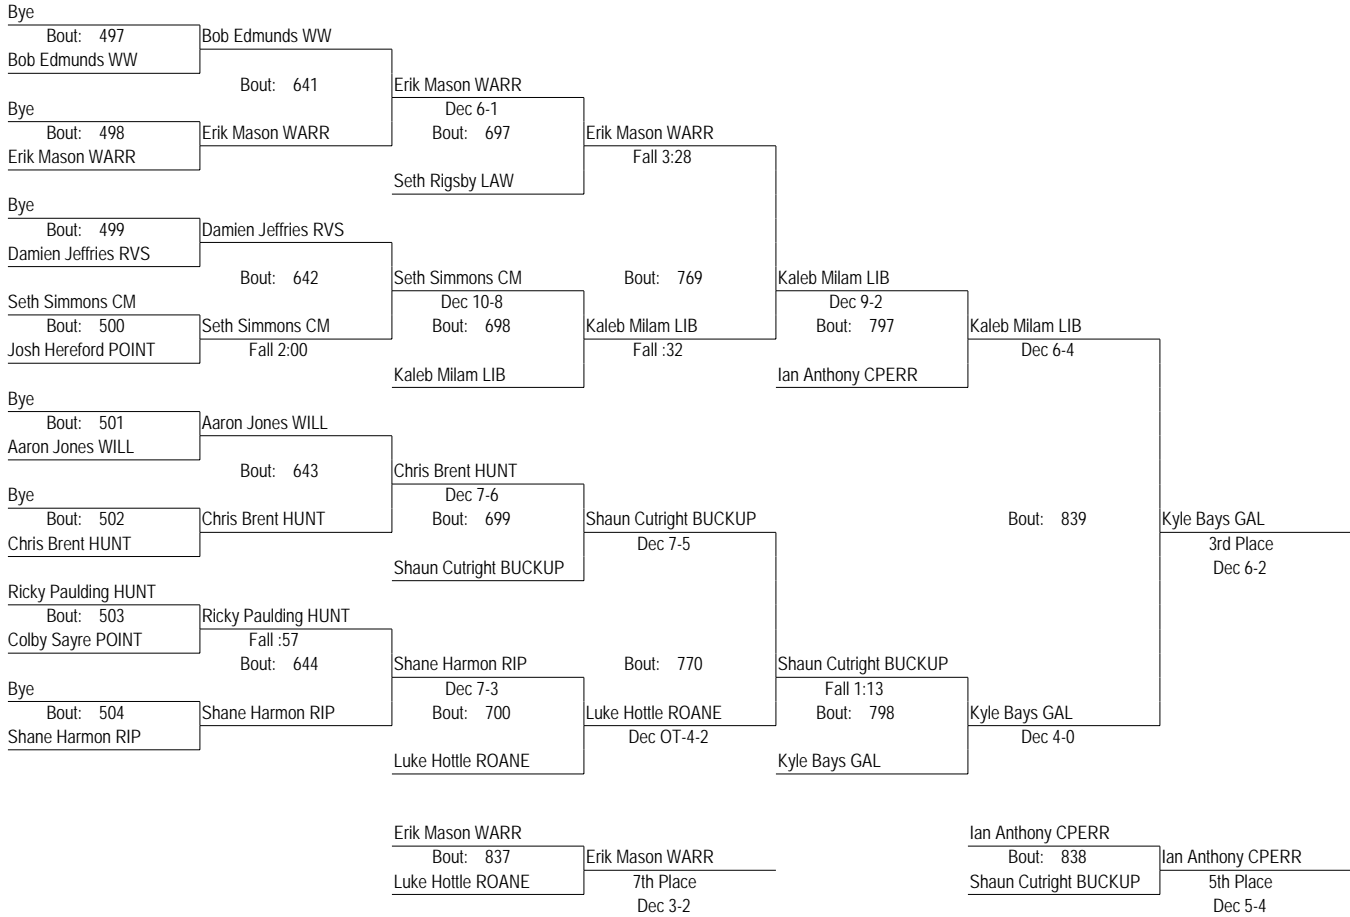 Bye
Bout: 497 Bob Edmunds WW
Bob Edmunds WW
Bout: 641 Erik Mason WARR
Bye Dec 6-1
Bout: 498 Erik Mason WARR Bout: 697 Erik Mason WARR
Erik Mason WARR Fall 3:28
Seth Rigsby LAW
Bye
Bout: 499 Damien Jeffries RVS
Damien Jeffries RVS
Bout: 642 Seth Simmons CM Bout: 769 Kaleb Milam LIB
Seth Simmons CM Dec 10-8 Dec 9-2
Bout: 500 Seth Simmons CM Bout: 698 Kaleb Milam LIB Bout: 797 Kaleb Milam LIB
Josh Hereford POINT Fall 2:00 Fall :32 Dec 6-4
Kaleb Milam LIB Ian Anthony CPERR
Bye
Bout: 501 Aaron Jones WILL
Aaron Jones WILL
Bout: 643 Chris Brent HUNT
Bye Dec 7-6
Bout: 502 Chris Brent HUNT Bout: 699 Shaun Cutright BUCKUP Bout: 839 Kyle Bays GAL
Chris Brent HUNT Dec 7-5 3rd Place
Shaun Cutright BUCKUP Dec 6-2
Ricky Paulding HUNT
Bout: 503 Ricky Paulding HUNT
Colby Sayre POINT Fall :57
Bout: 644 Shane Harmon RIP Bout: 770 Shaun Cutright BUCKUP
Bye Dec 7-3 Fall 1:13
Bout: 504 Shane Harmon RIP Bout: 700 Luke Hottle ROANE Bout: 798 Kyle Bays GAL
Shane Harmon RIP Dec OT-4-2 Dec 4-0
Luke Hottle ROANE Kyle Bays GAL
Erik Mason WARR Ian Anthony CPERR
Bout: 837 Erik Mason WARR Bout: 838 Ian Anthony CPERR
Luke Hottle ROANE 7th Place Shaun Cutright BUCKUP 5th Place
Dec 3-2 Dec 5-4